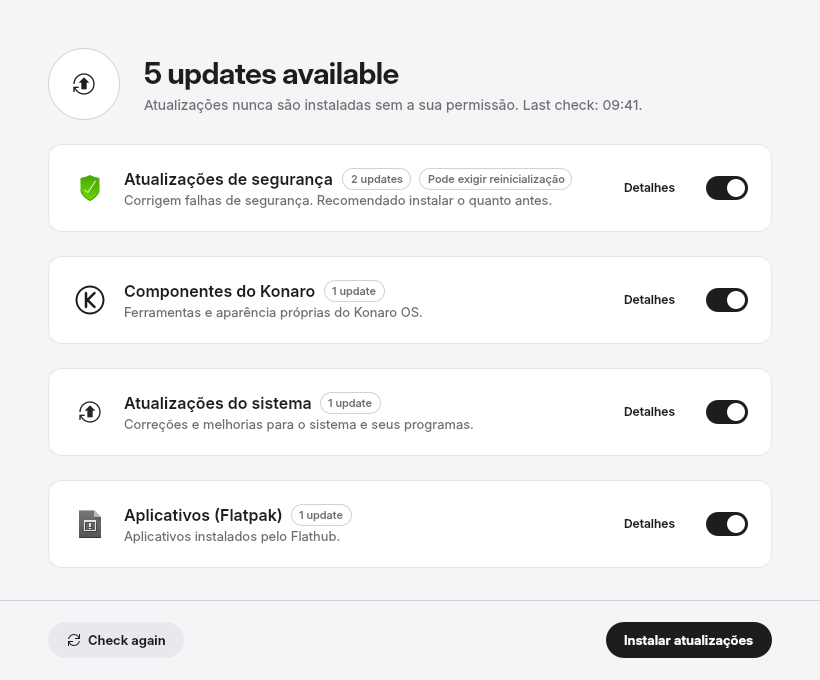 5 updates available
Atualizações nunca são instaladas sem a sua permissão. Last check: 09:41.
Atualizações de segurança 2 updates Pode exigir reinicialização
Corrigem falhas de segurança. Recomendado instalar o quanto antes.
Detalhes
Componentes do Konaro 1 update
Ferramentas e aparência próprias do Konaro OS.
Detalhes
Atualizações do sistema 1 update
Correções e melhorias para o sistema e seus programas.
Detalhes
Aplicativos (Flatpak) 1 update
Aplicativos instalados pelo Flathub.
Detalhes
Check again
Instalar atualizações